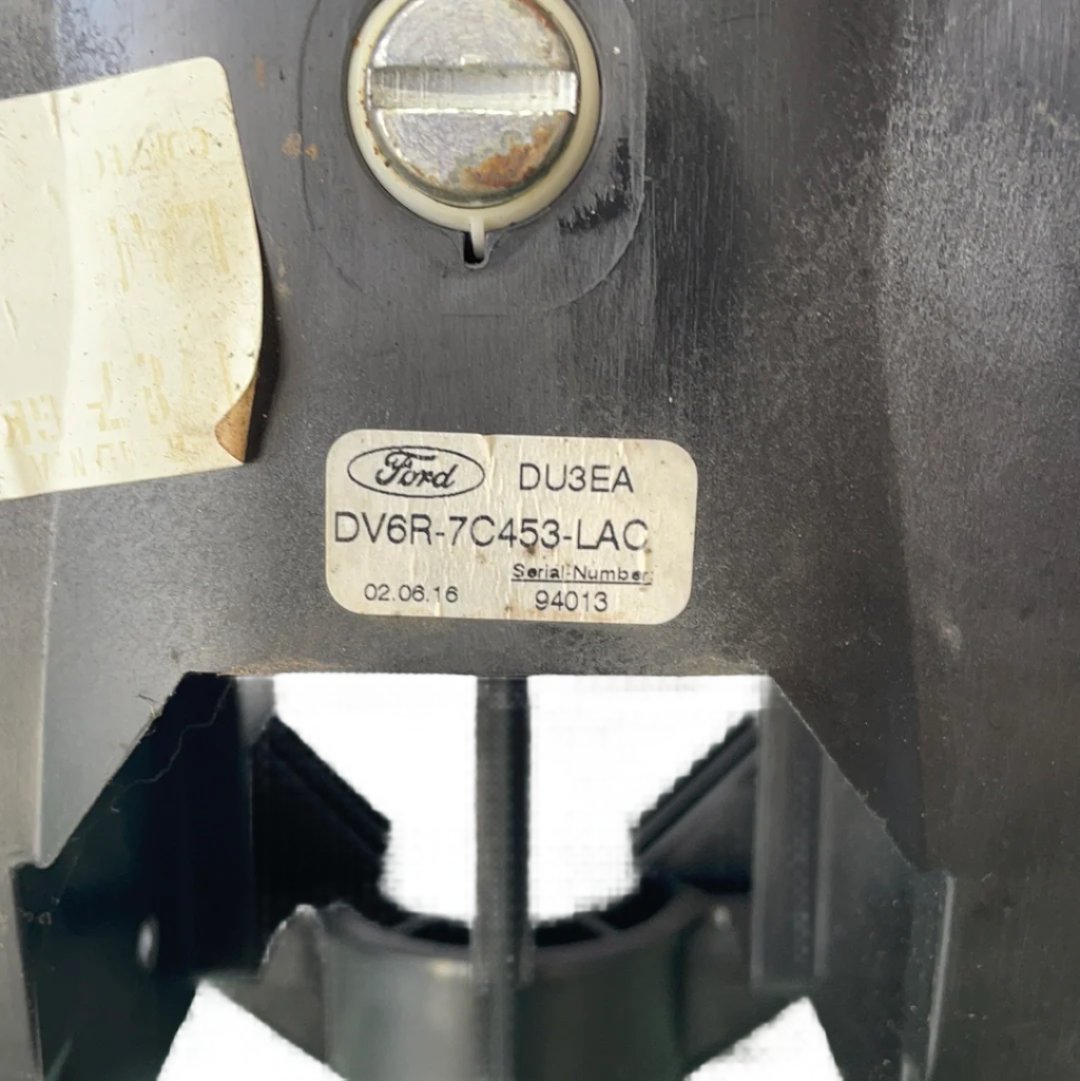 Ford DU3EA
DV6R-7C453-LAC
Serial-Number:
02.06.16 94013